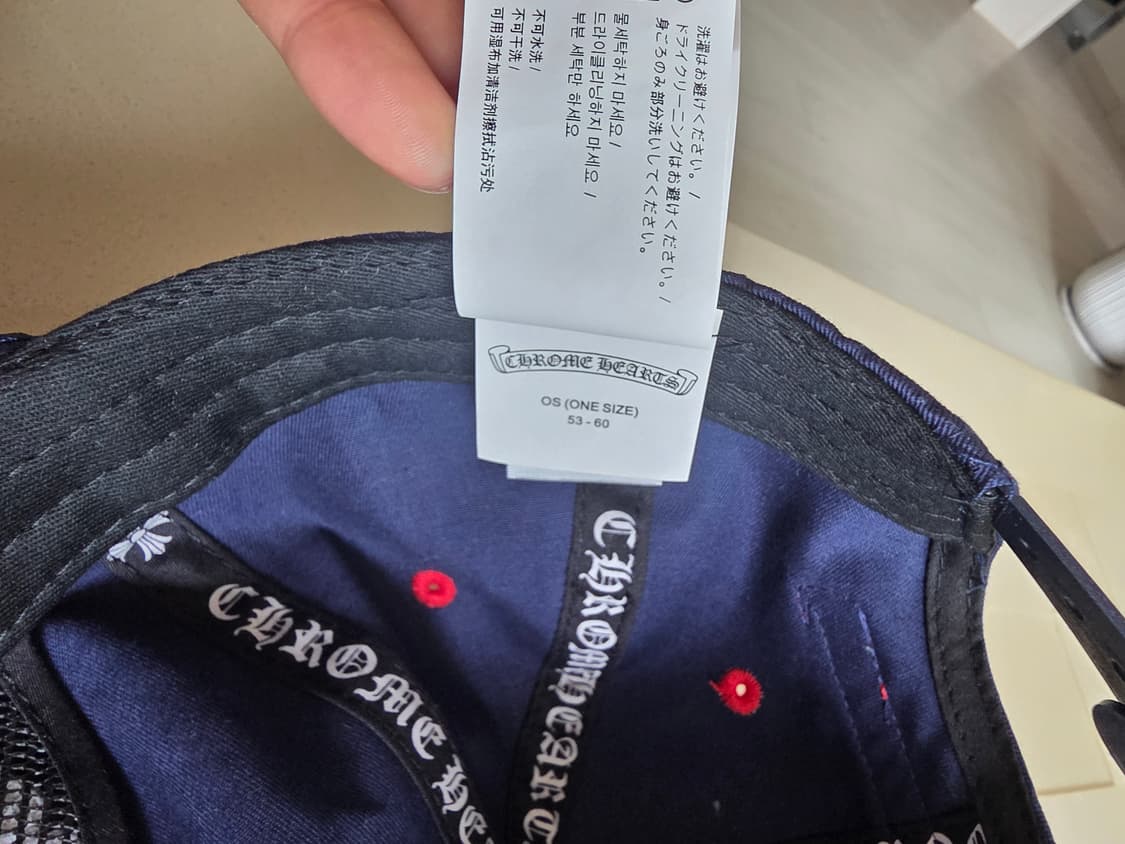 洗濯はお避けください。 /
ドライクリーニングはお避けください。 /
身ごろのみ部分洗いしてください。
물세탁하지 마세요 /
드라이클리닝하지 마세요 /
부분 세탁만 하세요
不可水洗 /
不可干洗 /
可用湿布加清洁剂擦拭沾污处
CHROME HEARTS
OS (ONE SIZE)
53 - 60
CHROME HE
CHROM HEART